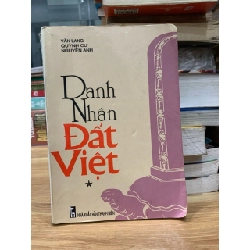 VĂN LANG
QUỲNH CƯ
NGUYỄN ANH
Danh
Nhân
Đất
Việt
★